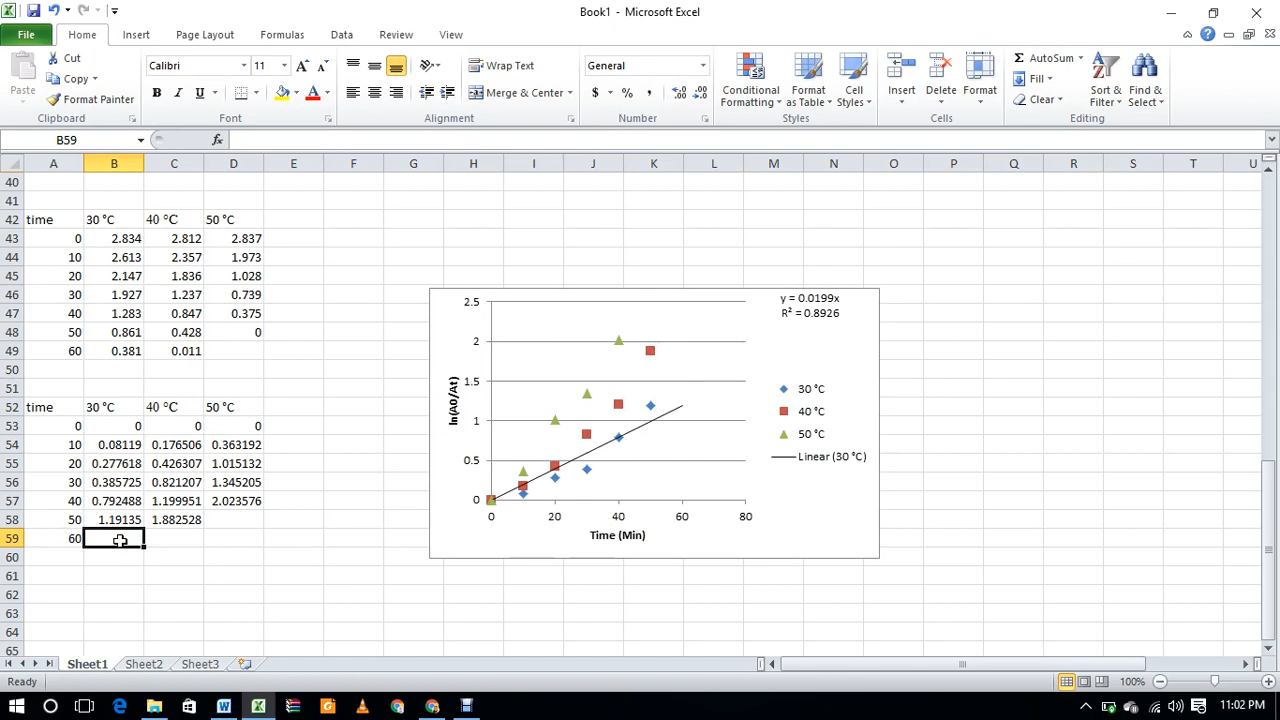 Book1 - Microsoft Excel
File Home Insert Page Layout Formulas Data Review View
Paste
Cut
Copy
Format Painter
Clipboard
Calibri 11
B I U
Font
Wrap Text
Merge & Center
Alignment
General
$ % ,
Number
Conditional Formatting
Format as Table
Cell Styles
Styles
Insert Delete Format
Cells
AutoSum
Fill
Clear
Sort & Filter
Find & Select
Editing
B59 fx
A B C D E F G H I J K L M N O P Q R S T U
40
41
42 time 30 °C 40 °C 50 °C
43 0 2.834 2.812 2.837
44 10 2.613 2.357 1.973
45 20 2.147 1.836 1.028
46 30 1.927 1.237 0.739
47 40 1.283 0.847 0.375
48 50 0.861 0.428 0
49 60 0.381 0.011
50
51
52 time 30 °C 40 °C 50 °C
53 0 0 0 0
54 10 0.08119 0.176506 0.363192
55 20 0.277618 0.426307 1.015132
56 30 0.385725 0.821207 1.345205
57 40 0.792488 1.199951 2.023576
58 50 1.19135 1.882528
59 60
60
61
62
63
64
65
y = 0.0199x
R² = 0.8926
2.5
2
1.5
1
0.5
0
ln(A0/At)
0 20 40 60 80
Time (Min)
30 °C
40 °C
50 °C
Linear (30 °C)
Sheet1 Sheet2 Sheet3
Ready
100%
11:02 PM